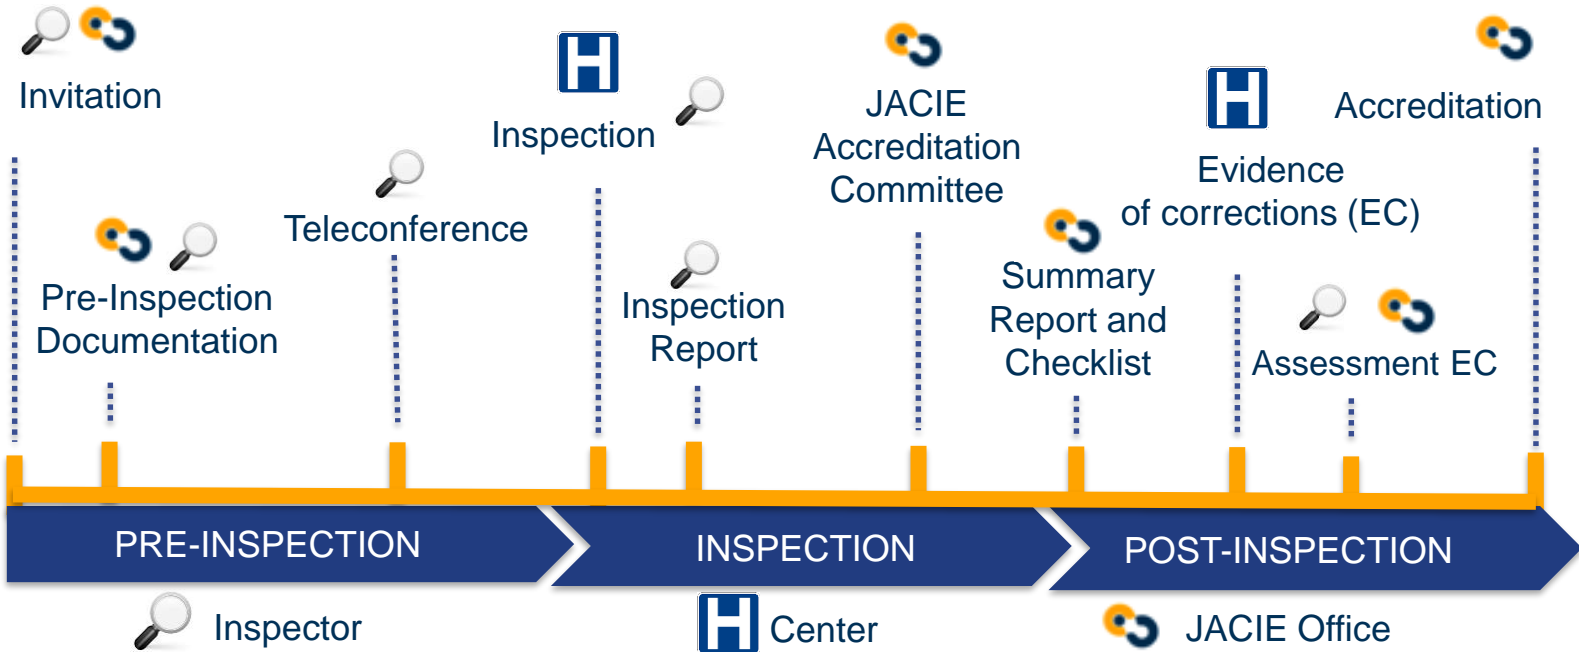 Invitation
Pre-Inspection
Documentation
Teleconference
H
Inspection
Inspection
Report
JACIE
Accreditation
Committee
Summary
Report and
Checklist
H
Evidence
of corrections (EC)
Assessment EC
Accreditation
PRE-INSPECTION
INSPECTION
POST-INSPECTION
Inspector
H
Center
JACIE Office